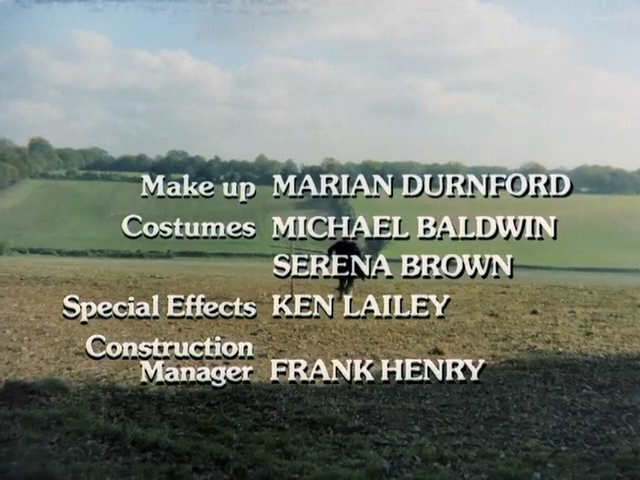 Make up MARIAN DURNFORD
Costumes MICHAEL BALDWIN
SERENA BROWN
Special Effects KEN LAILEY
Construction
Manager FRANK HENRY